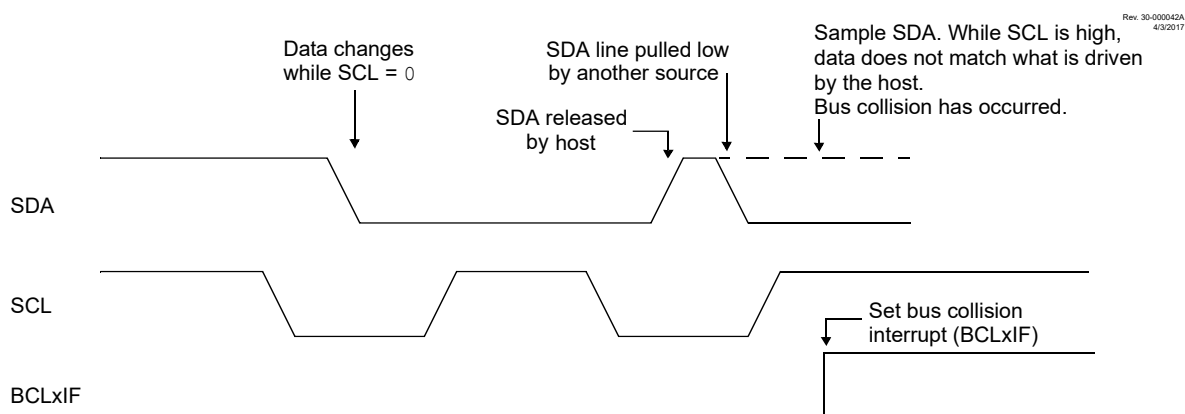 Rev. 30-000042A
4/3/2017
Data changes
while SCL = 0
SDA line pulled low
by another source
Sample SDA. While SCL is high,
data does not match what is driven
by the host.
Bus collision has occurred.
SDA released
by host
SDA
SCL
Set bus collision
interrupt (BCLxIF)
BCLxIF